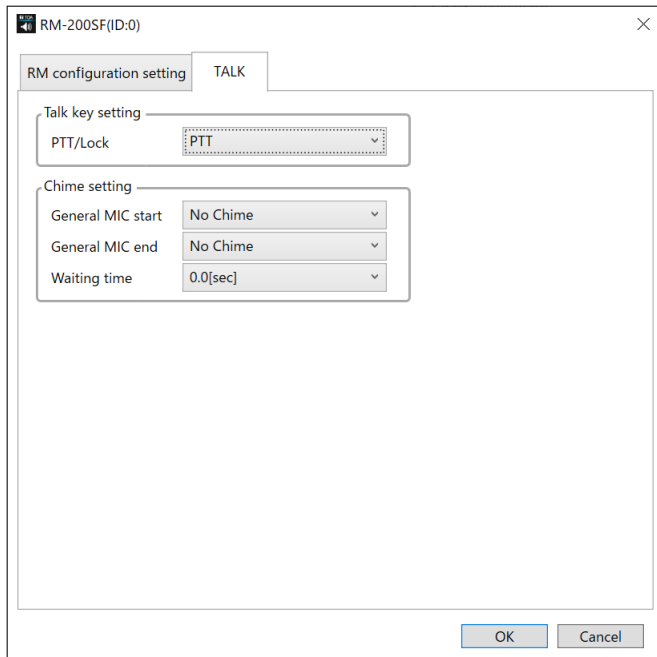 RM-200SF(ID:0)
RM configuration setting
TALK
Talk key setting
PTT/Lock
PTT
Chime setting
General MIC start
No Chime
General MIC end
No Chime
Waiting time
0.0[sec]
OK
Cancel